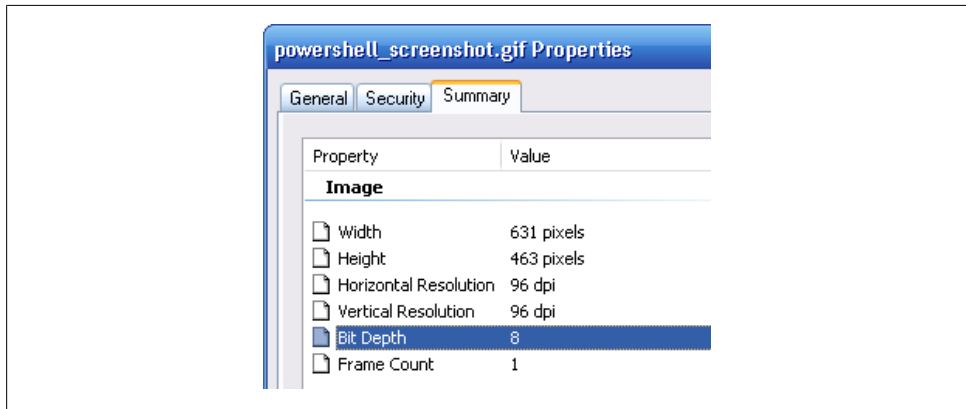 powershell_screenshot.gif Properties
General Security Summary
Property Value
Image
Width 631 pixels
Height 463 pixels
Horizontal Resolution 96 dpi
Vertical Resolution 96 dpi
Bit Depth 8
Frame Count 1